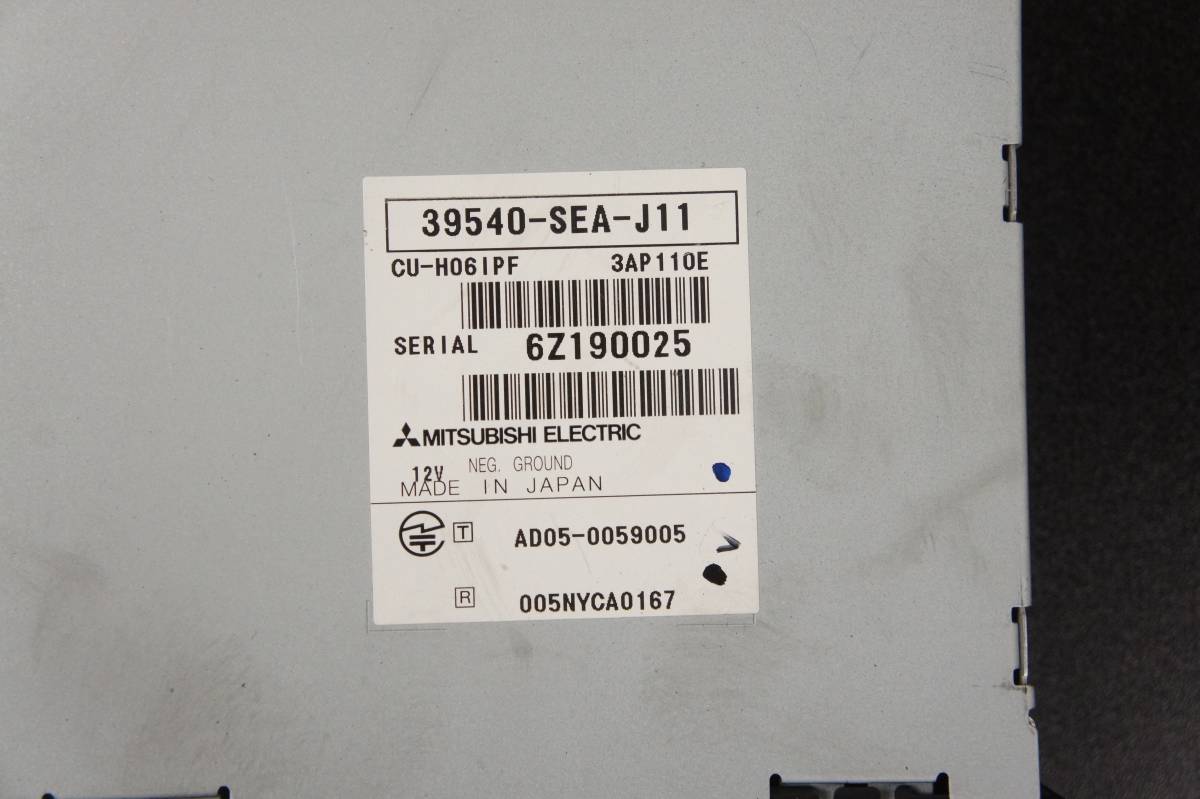 39540-SEA-J11
CU-H06IPF 3AP110E
SERIAL 6Z190025
MITSUBISHI ELECTRIC
12V NEG. GROUND
MADE IN JAPAN
T AD05-0059005
R 005NYCA0167